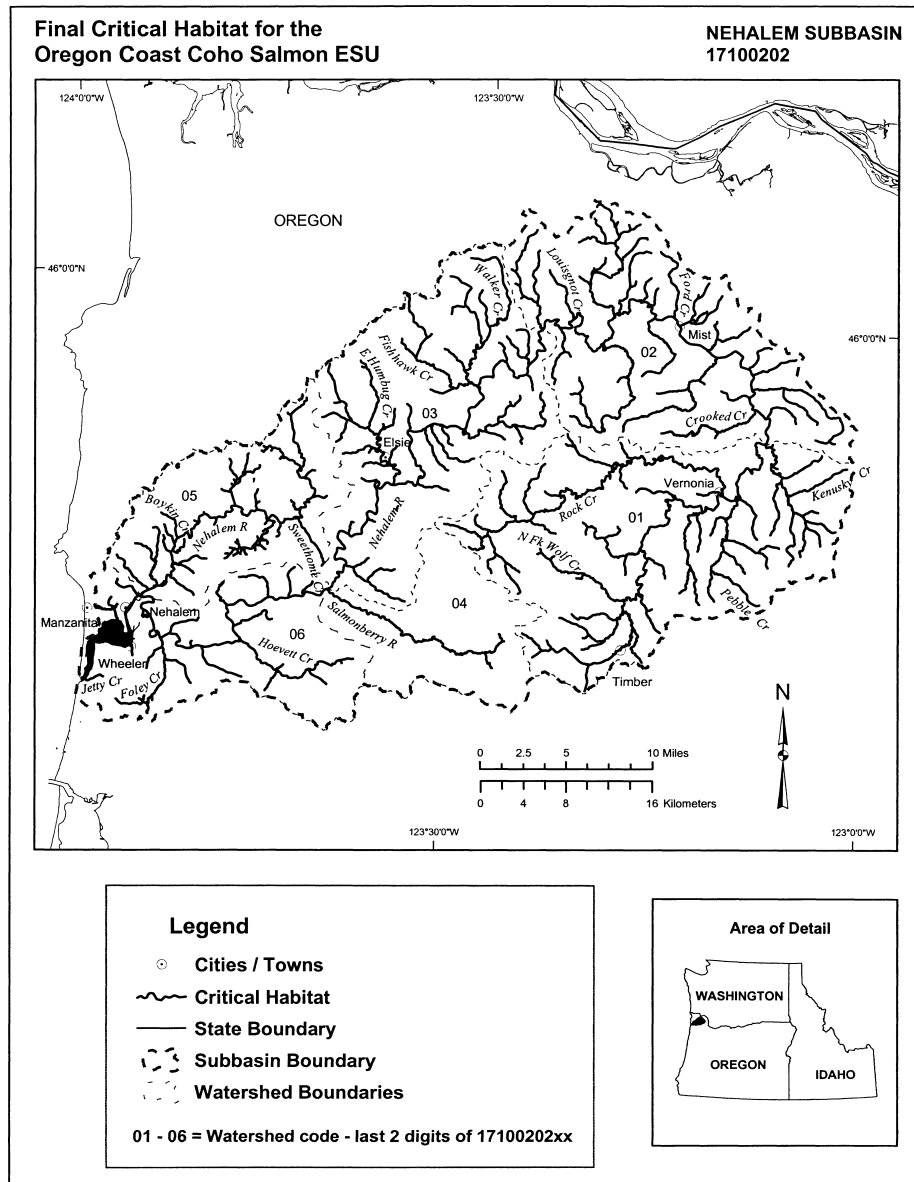 Final Critical Habitat for the
Oregon Coast Coho Salmon ESU
NEHALEM SUBBASIN
17100202
124°0'0"W
123°30'0"W
OREGON
46°0'0"N
46°0'0"N
Walker Cr
Louisgnot Cr
Ford Cr
Mist
02
Fishhawk Cr
E Humbug Cr
03
Elsie
Crooked Cr
05
Boykin Cr
Nehalem R
Nehalem R
Sweethome Cr
Vernonia
Kenusky Cr
Rock Cr
01
N Fk Wolf Cr
Pebble Cr
Manzanita
Nehalem
04
Salmonberry R
06
Hoevett Cr
Wheeler
Jetty Cr
Foley Cr
Timber
N
0 2.5 5 10 Miles
0 4 8 16 Kilometers
123°30'0"W
123°0'0"W
Legend
Cities / Towns
Critical Habitat
State Boundary
Subbasin Boundary
Watershed Boundaries
01 - 06 = Watershed code - last 2 digits of 17100202xx
Area of Detail
WASHINGTON
OREGON
IDAHO